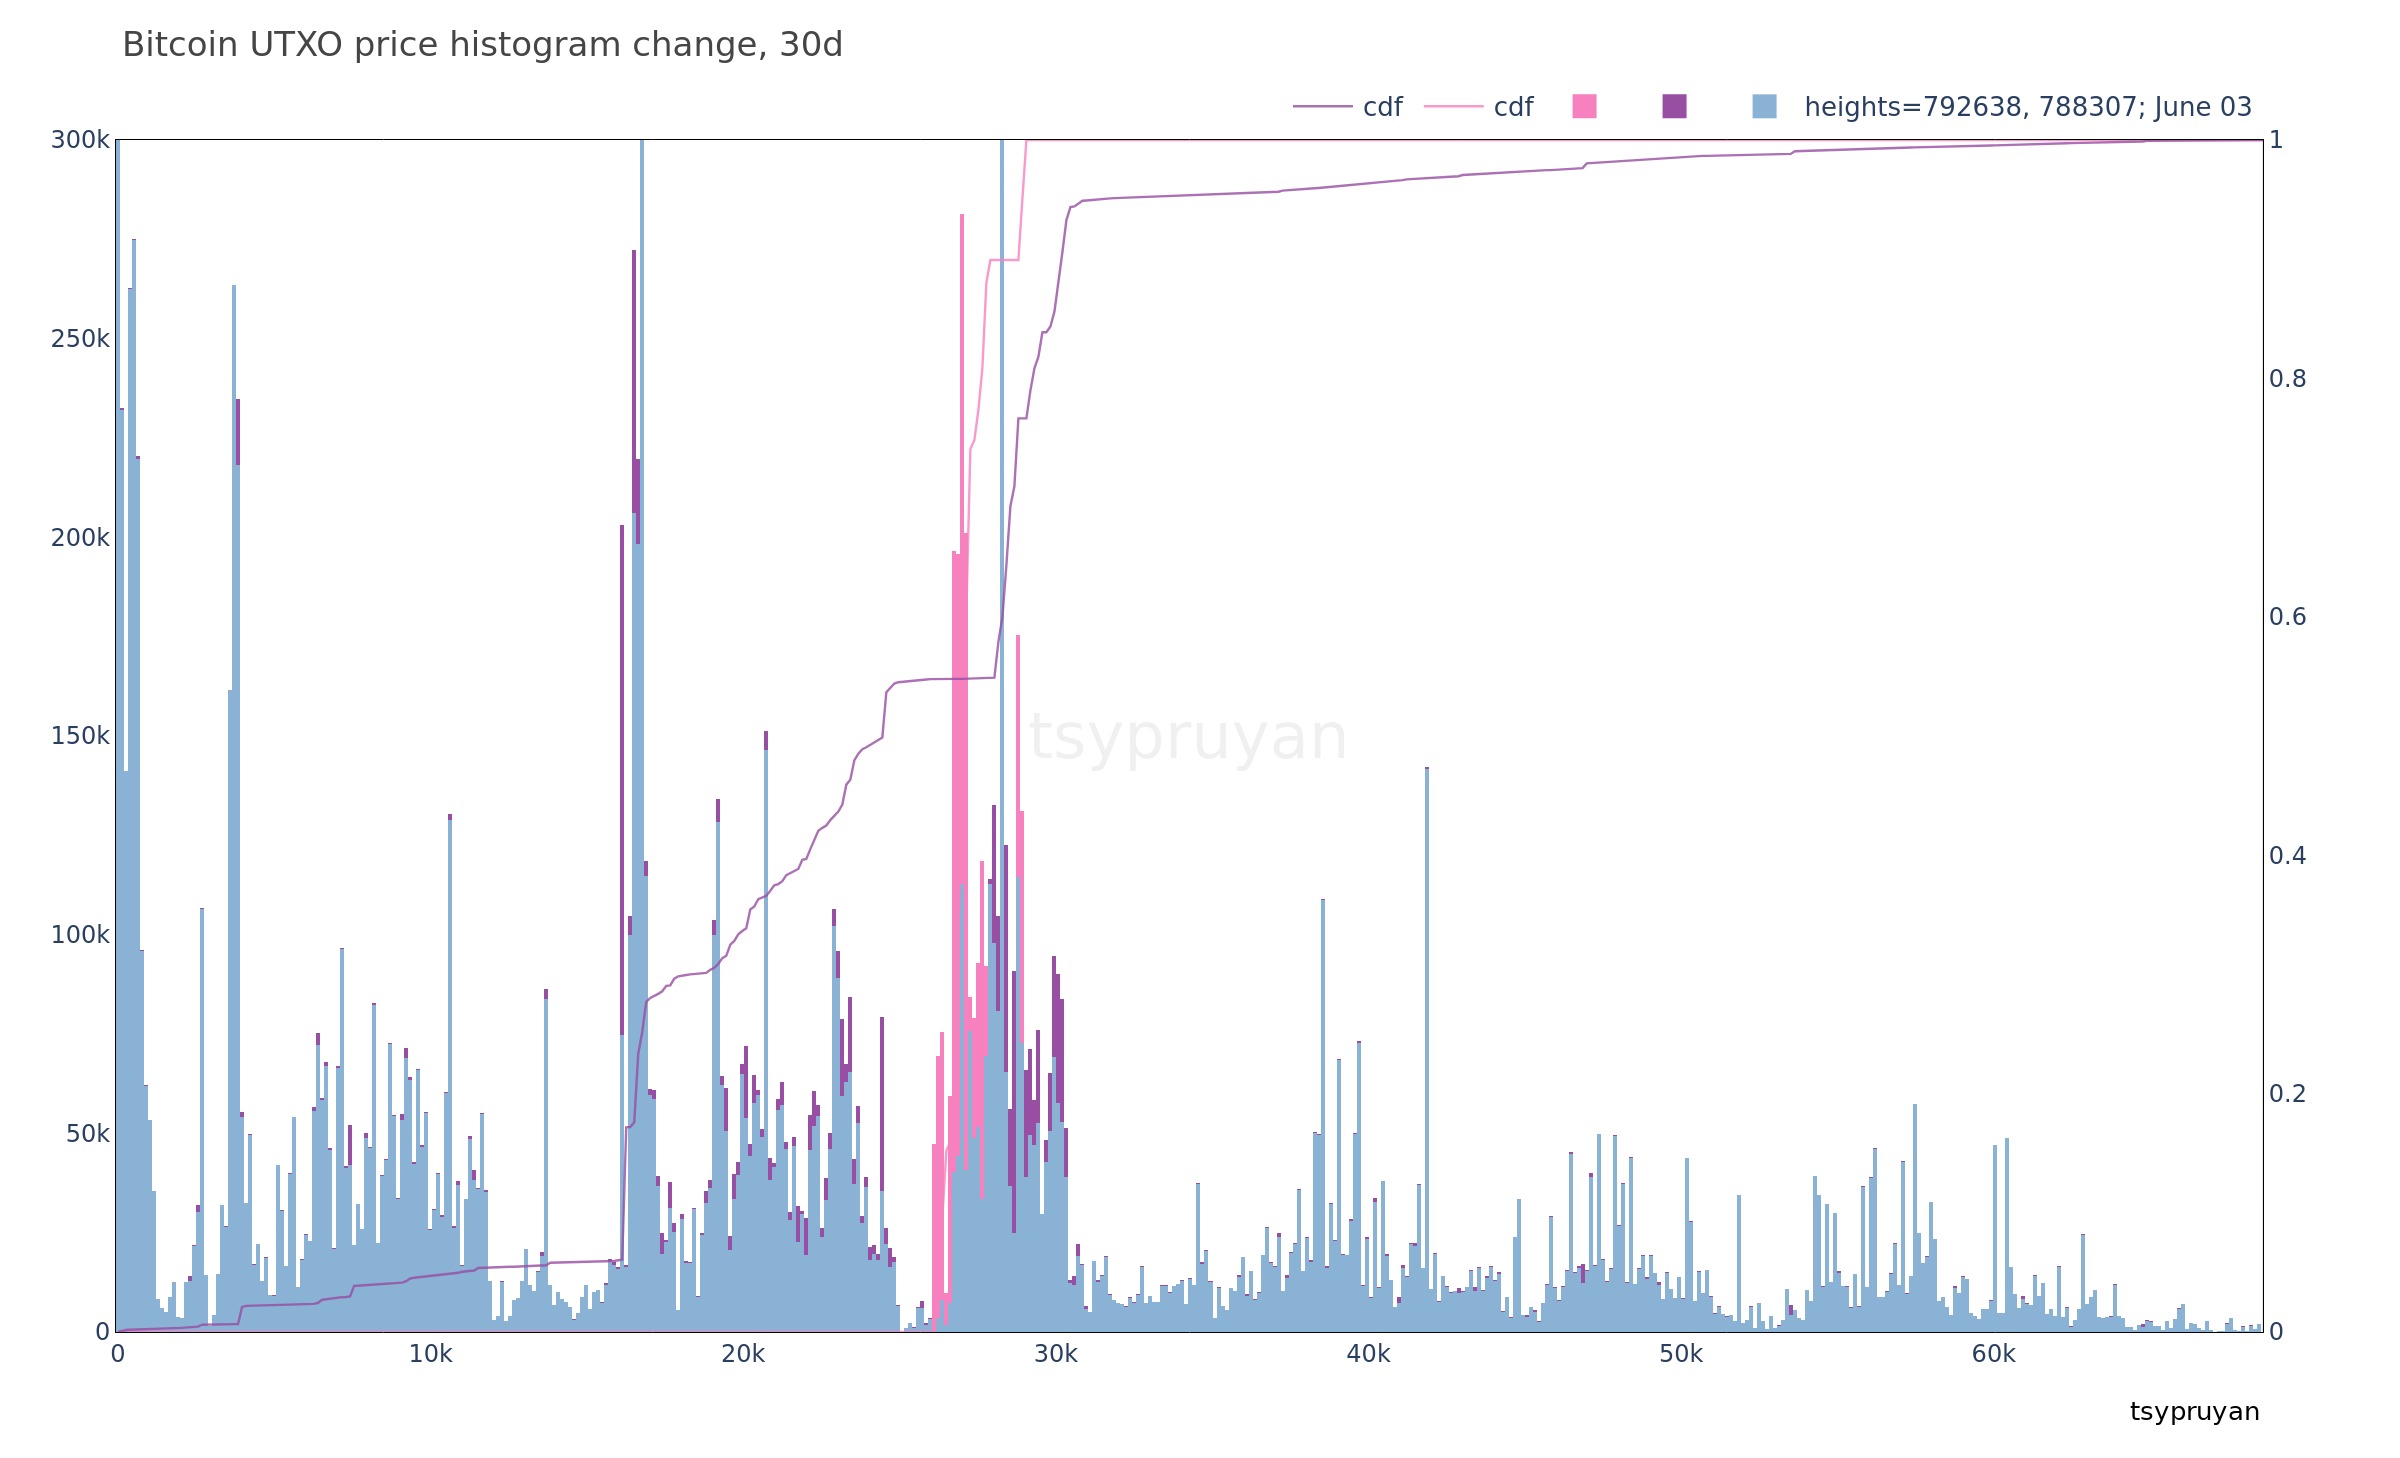 Bitcoin UTXO price histogram change, 30d
cdf cdf heights=792638, 788307; June 03
300k
250k
200k
150k
100k
50k
0
1
0.8
0.6
0.4
0.2
0
tsypruyan
0 10k 20k 30k 40k 50k 60k
tsypruyan